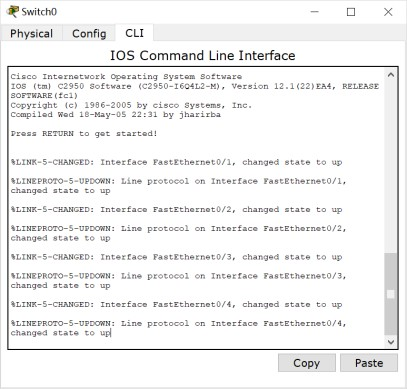 Switch0
Physical Config CLI
IOS Command Line Interface
Cisco Internetwork Operating System Software
IOS (tm) C2950 Software (C2950-I6Q4L2-M), Version 12.1(22)EA4, RELEASE
SOFTWARE(fc1)
Copyright (c) 1986-2005 by cisco Systems, Inc.
Compiled Wed 18-May-05 22:31 by jharirba
Press RETURN to get started!
%LINK-5-CHANGED: Interface FastEthernet0/1, changed state to up
%LINEPROTO-5-UPDOWN: Line protocol on Interface FastEthernet0/1,
changed state to up
%LINK-5-CHANGED: Interface FastEthernet0/2, changed state to up
%LINEPROTO-5-UPDOWN: Line protocol on Interface FastEthernet0/2,
changed state to up
%LINK-5-CHANGED: Interface FastEthernet0/3, changed state to up
%LINEPROTO-5-UPDOWN: Line protocol on Interface FastEthernet0/3,
changed state to up
%LINK-5-CHANGED: Interface FastEthernet0/4, changed state to up
%LINEPROTO-5-UPDOWN: Line protocol on Interface FastEthernet0/4,
changed state to up
Copy Paste